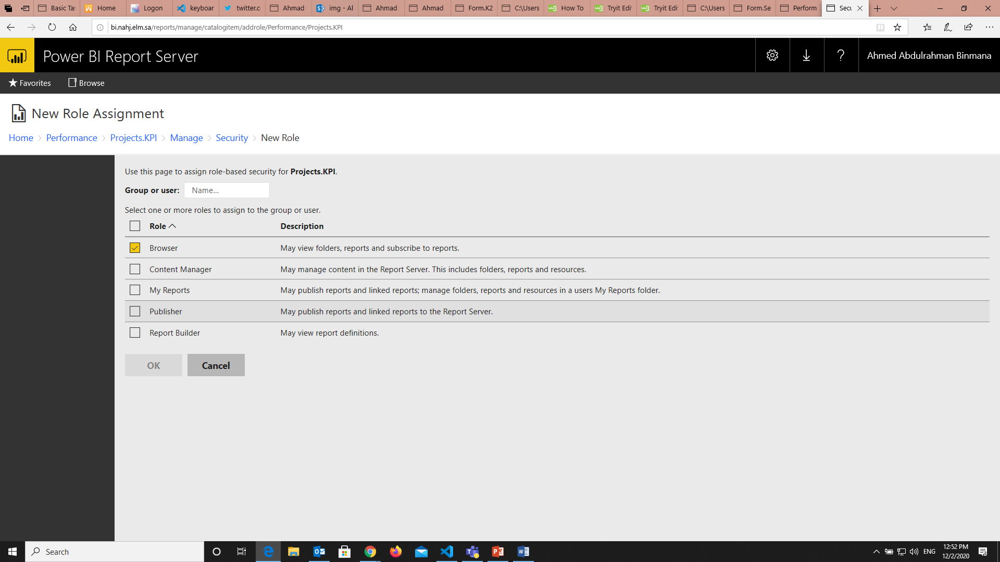 Basic Tas Home Logon keyboar twitter.c Ahmad img - Al Ahmad Ahmad Form.K2 C:\Users How To Tryit Edi Tryit Edi C:\Users Form.Se Perform Secu
bi.nahj.elm.sa/reports/manage/catalogitem/addrole/Performance/Projects.KPI
Power BI Report Server Ahmed Abdulrahman Binmana
Favorites Browse
New Role Assignment
Home > Performance > Projects.KPI > Manage > Security > New Role
Use this page to assign role-based security for Projects.KPI.
Group or user: Name...
Select one or more roles to assign to the group or user.
Role Description
Browser May view folders, reports and subscribe to reports.
Content Manager May manage content in the Report Server. This includes folders, reports and resources.
My Reports May publish reports and linked reports; manage folders, reports and resources in a users My Reports folder.
Publisher May publish reports and linked reports to the Report Server.
Report Builder May view report definitions.
OK Cancel
Search ENG 12:52 PM
12/2/2020